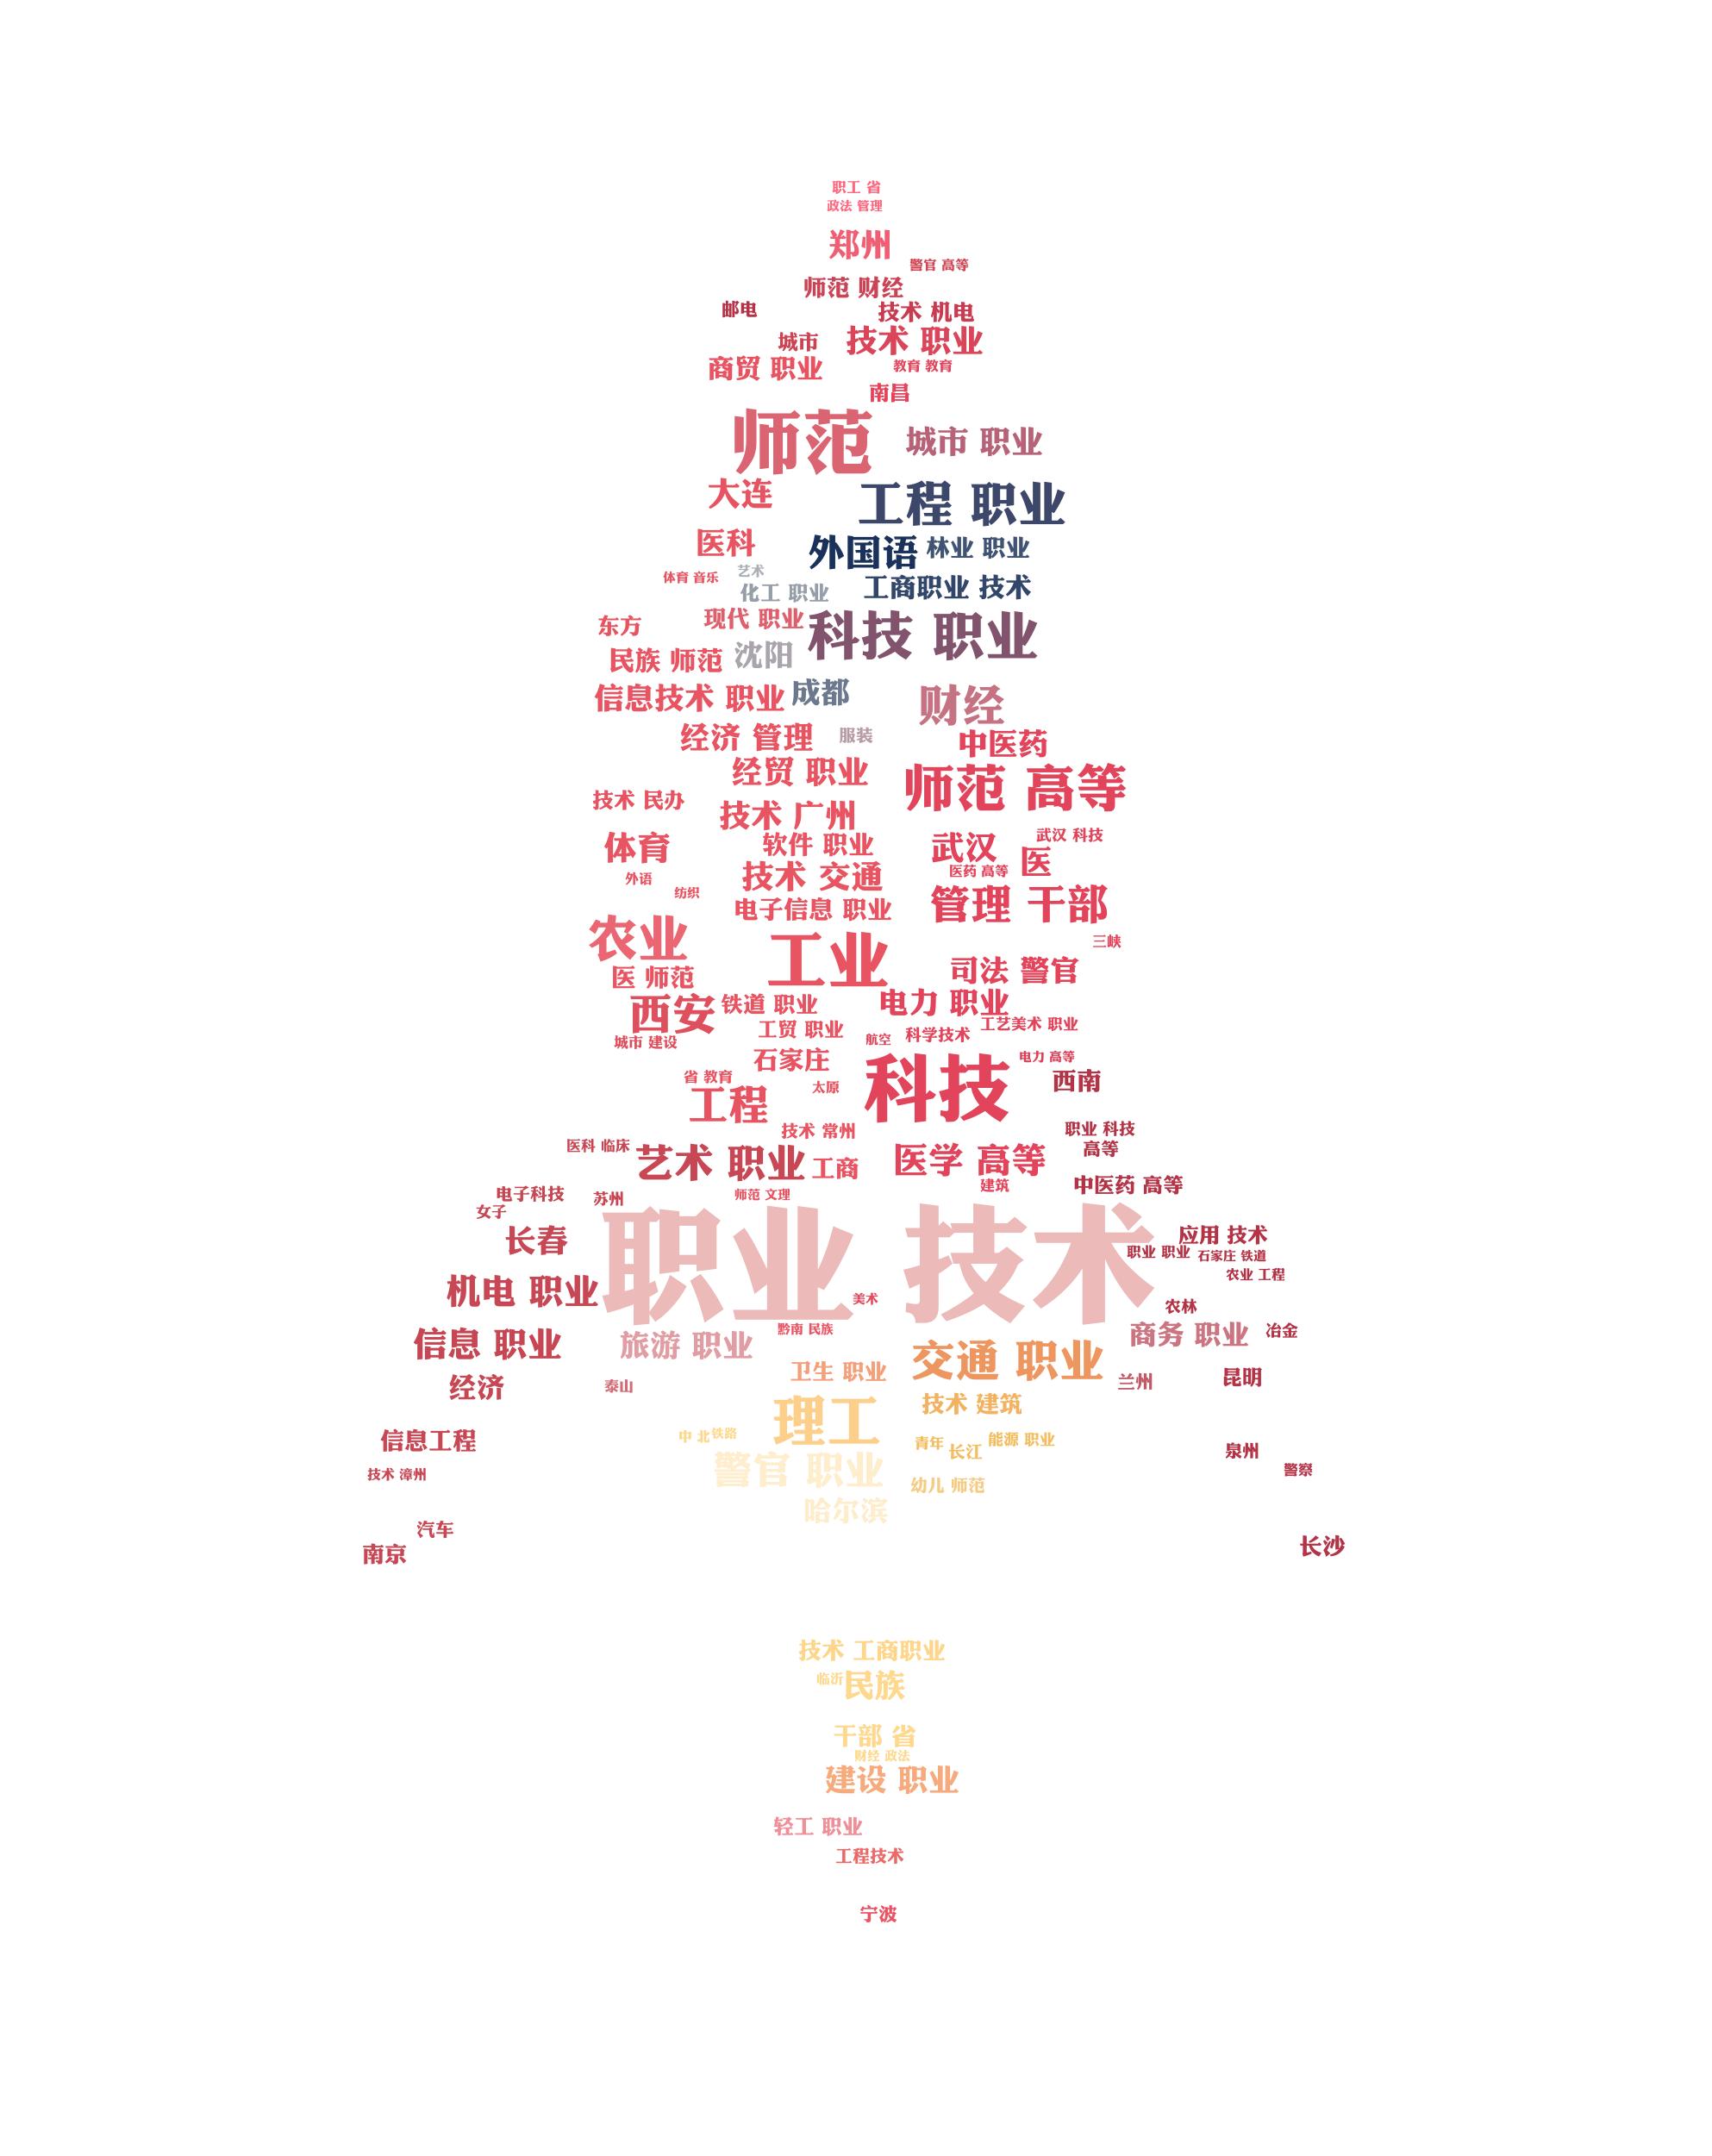 职工 省
政法 管理
郑州
警官 高等
师范 财经
邮电
技术 机电
城市
技术 职业
商贸 职业
教育 教育
南昌
师范
城市 职业
大连
工程 职业
医科
外国语
林业 职业
体育 音乐
艺术
化工 职业
工商职业 技术
东方
现代 职业
科技 职业
民族 师范
沈阳
信息技术 职业
成都
财经
经济 管理
服装
中医药
经贸 职业
师范 高等
技术 民办
技术 广州
体育
软件 职业
武汉
武汉 科技
医
外语
技术 交通
医药 高等
纺织
电子信息 职业
管理 干部
农业
工业
三峡
医 师范
司法 警官
西安
铁道 职业
电力 职业
工贸 职业
工艺美术 职业
城市 建设
航空
科学技术
石家庄
科技
电力 高等
省 教育
太原
西南
工程
技术 常州
职业 科技
医科 临床
艺术 职业
工商
医学 高等
高等
电子科技
苏州
师范 文理
建筑
中医药 高等
女子
长春
职业 技术
应用 技术
职业 职业
石家庄 铁道
农业 工程
机电 职业
美术
农林
信息 职业
旅游 职业
黔南 民族
商务 职业
冶金
经济
泰山
卫生 职业
交通 职业
兰州
昆明
理工
技术 建筑
信息工程
中 北
铁路
青年
长江
能源 职业
泉州
技术 漳州
警官 职业
幼儿 师范
警察
哈尔滨
汽车
南京
长沙
技术 工商职业
临沂
民族
干部 省
财经 政法
建设 职业
轻工 职业
工程技术
宁波